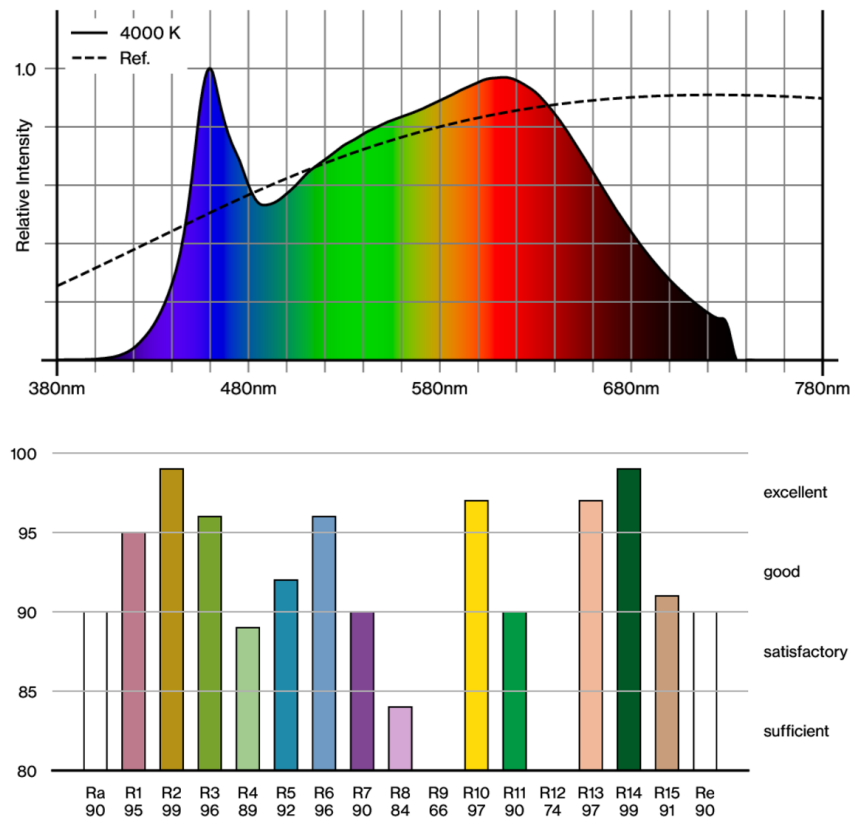 4000 K
Ref.
1.0
Relative Intensity
380nm 480nm 580nm 680nm 780nm
100
excellent
95
good
90
satisfactory
85
sufficient
80
Ra R1 R2 R3 R4 R5 R6 R7 R8 R9 R10 R11 R12 R13 R14 R15 Re
90 95 99 96 89 92 96 90 84 66 97 90 74 97 99 91 90